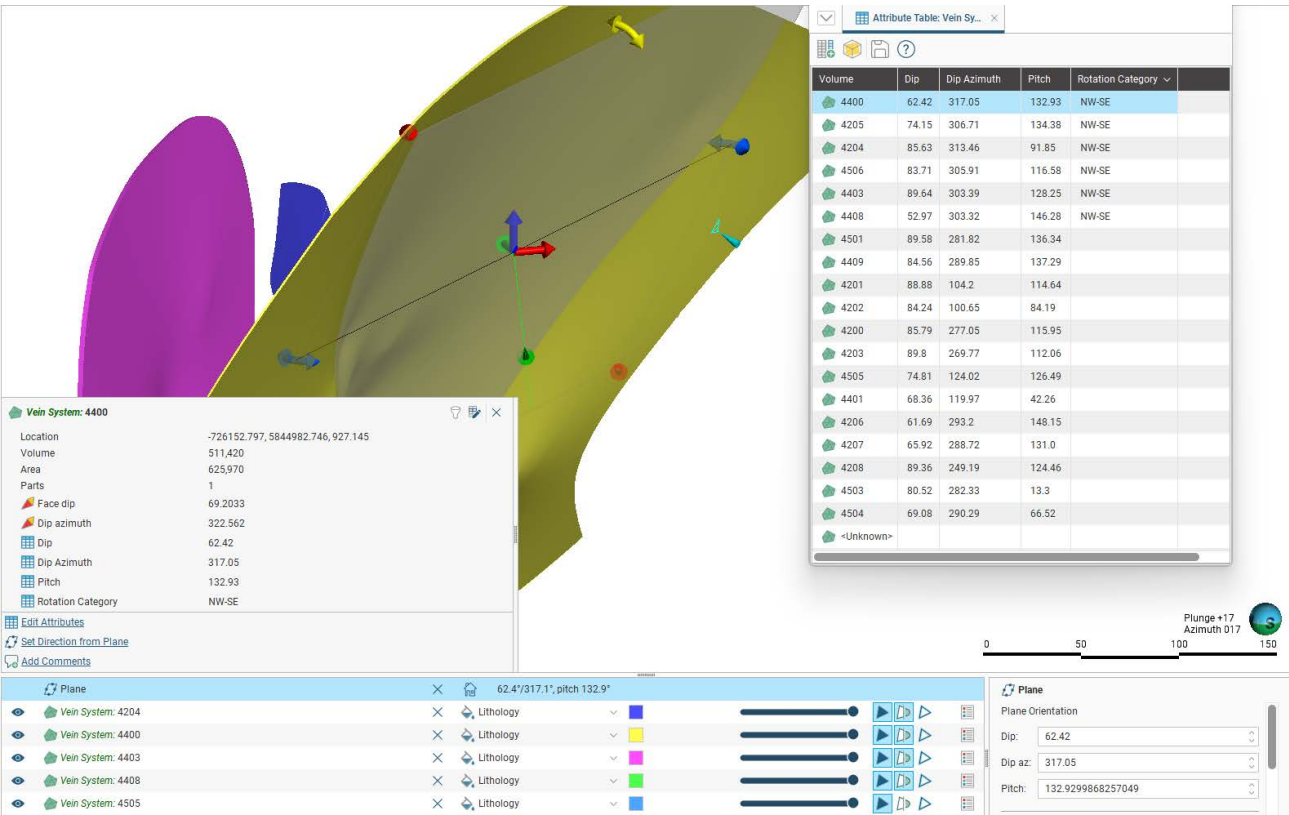 Attribute Table: Vein Sy...
Volume Dip Dip Azimuth Pitch Rotation Category
4400 62.42 317.05 132.93 NW-SE
4205 74.15 306.71 134.38 NW-SE
4204 85.63 313.46 91.85 NW-SE
4506 83.71 305.91 116.58 NW-SE
4403 89.64 303.39 128.25 NW-SE
4408 52.97 303.32 146.28 NW-SE
4501 89.58 281.82 136.34
4409 84.56 289.85 137.29
4201 88.88 104.2 114.64
4202 84.24 100.65 84.19
4200 85.79 277.05 115.95
4203 89.8 269.77 112.06
4505 74.81 124.02 126.49
4401 68.36 119.97 42.26
4206 61.69 293.2 148.15
4207 65.92 288.72 131.0
4208 89.36 249.19 124.46
4503 80.52 282.33 13.3
4504 69.08 290.29 66.52
<Unknown>
Vein System: 4400
Location -726152.797, 5844982.746, 927.145
Volume 511,420
Area 625,970
Parts 1
Face dip 69.2033
Dip azimuth 322.562
Dip 62.42
Dip Azimuth 317.05
Pitch 132.93
Rotation Category NW-SE
Edit Attributes
Set Direction from Plane
Add Comments
Plunge +17
Azimuth 017
S
0 50 100 150
Plane 62.4°/317.1°, pitch 132.9°
Vein System: 4204 Lithology
Vein System: 4400 Lithology
Vein System: 4403 Lithology
Vein System: 4408 Lithology
Vein System: 4505 Lithology
Plane
Plane Orientation
Dip: 62.42
Dip az: 317.05
Pitch: 132.9299868257049